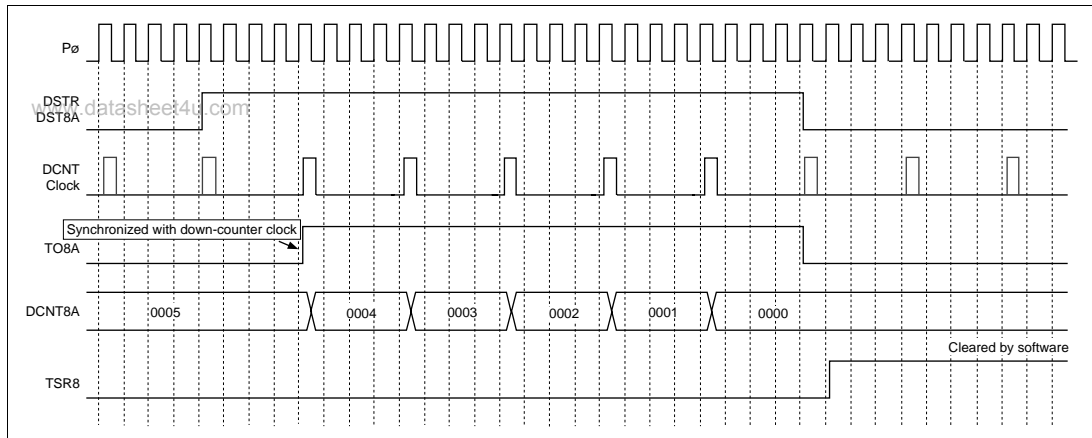 Pø
DSTR
DST8A
www.datasheet4u.com
DCNT
Clock
Synchronized with down-counter clock
TO8A
DCNT8A
0005
0004
0003
0002
0001
0000
Cleared by software
TSR8